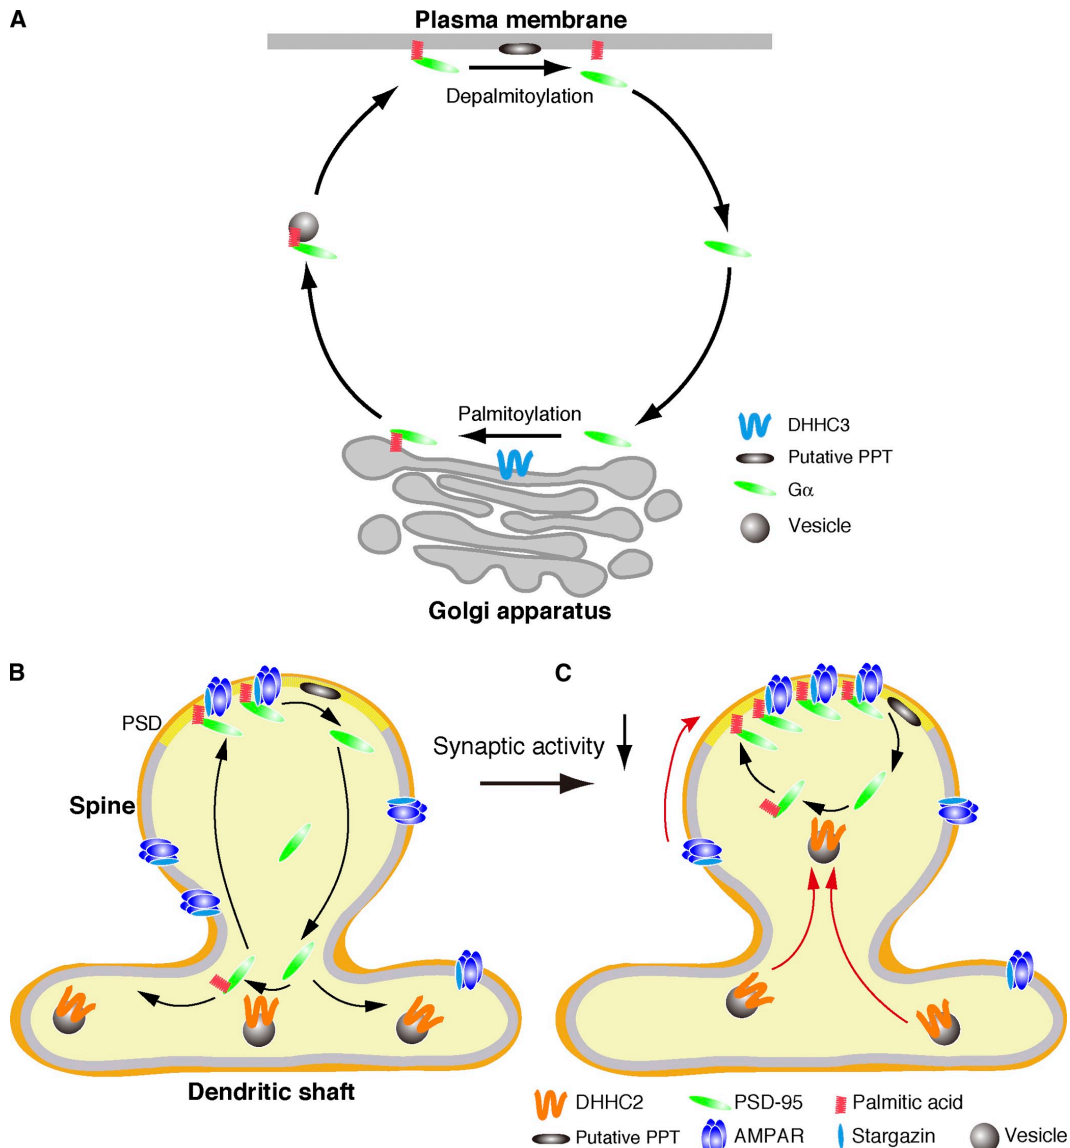 A
Plasma membrane
Depalmitoylation
Palmitoylation
DHHC3
Putative PPT
Gα
Vesicle
Golgi apparatus
B
C
PSD
Synaptic activity
Spine
Dendritic shaft
DHHC2
PSD-95
Palmitic acid
Putative PPT
AMPAR
Stargazin
Vesicle